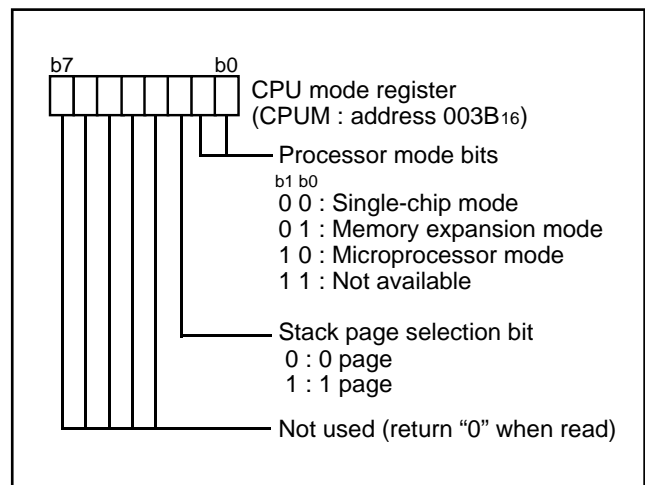 b7 b0
CPU mode register
(CPUM : address 003B16)
Processor mode bits
b1 b0
0 0 : Single-chip mode
0 1 : Memory expansion mode
1 0 : Microprocessor mode
1 1 : Not available
Stack page selection bit
0 : 0 page
1 : 1 page
Not used (return “0” when read)